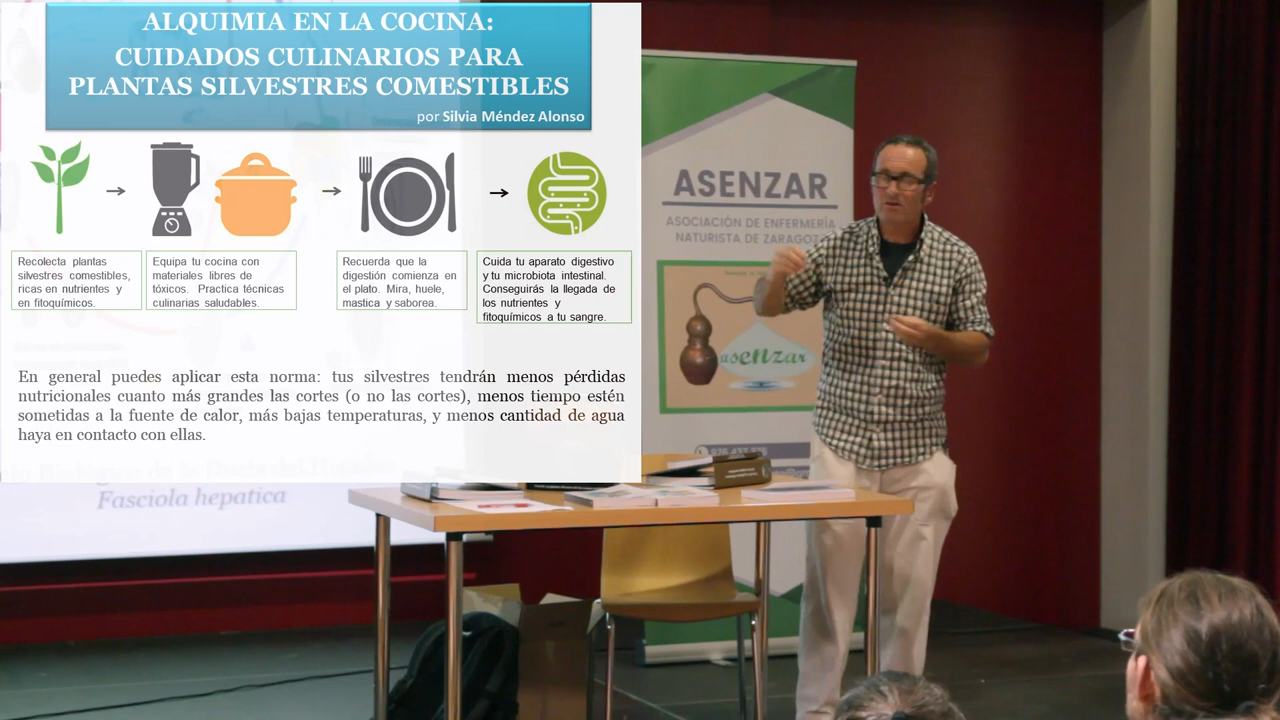 ALQUIMIA EN LA COCINA:
CUIDADOS CULINARIOS PARA
PLANTAS SILVESTRES COMESTIBLES
por Silvia Méndez Alonso
Recolecta plantas
silvestres comestibles,
ricas en nutrientes y
en fitoquímicos.
Equipa tu cocina con
materiales libres de
tóxicos. Practica técnicas
culinarias saludables.
Recuerda que la
digestión comienza en
el plato. Mira, huele,
mastica y saborea.
Cuida tu aparato digestivo
y tu microbiota intestinal.
Conseguirás la llegada de
los nutrientes y
fitoquímicos a tu sangre.
En general puedes aplicar esta norma: tus silvestres tendrán menos pérdidas
nutricionales cuanto más grandes las cortes (o no las cortes), menos tiempo estén
sometidas a la fuente de calor, más bajas temperaturas, y menos cantidad de agua
haya en contacto con ellas.
Fasciola hepatica
ASENZAR
ASOCIACIÓN DE ENFERMERÍA
NATURISTA DE ZARAGOZA
asenzar